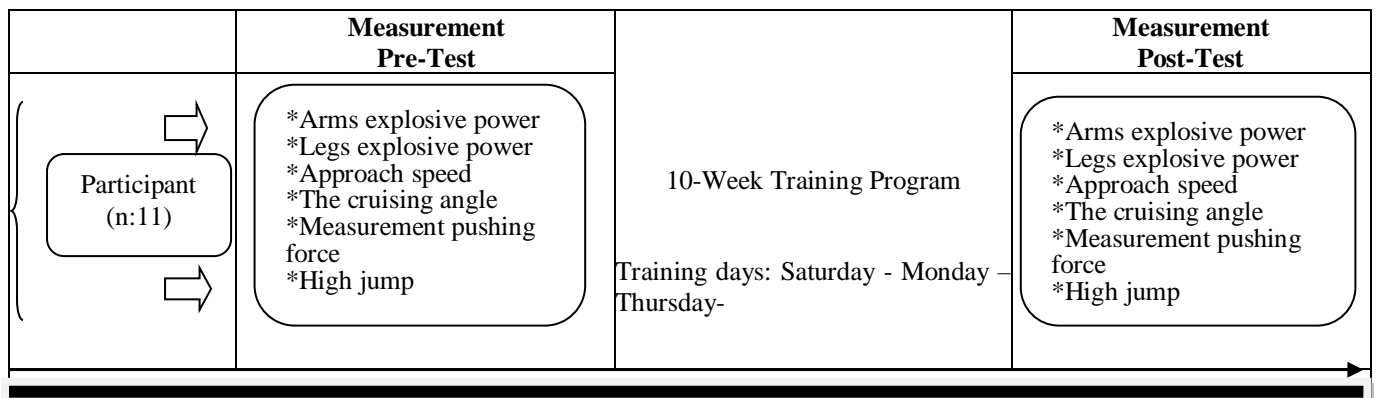 Measurement
Pre-Test
Measurement
Post-Test
Participant
(n:11)
*Arms explosive power
*Legs explosive power
*Approach speed
*The cruising angle
*Measurement pushing
force
*High jump
10-Week Training Program
Training days: Saturday - Monday –
Thursday-
*Arms explosive power
*Legs explosive power
*Approach speed
*The cruising angle
*Measurement pushing
force
*High jump